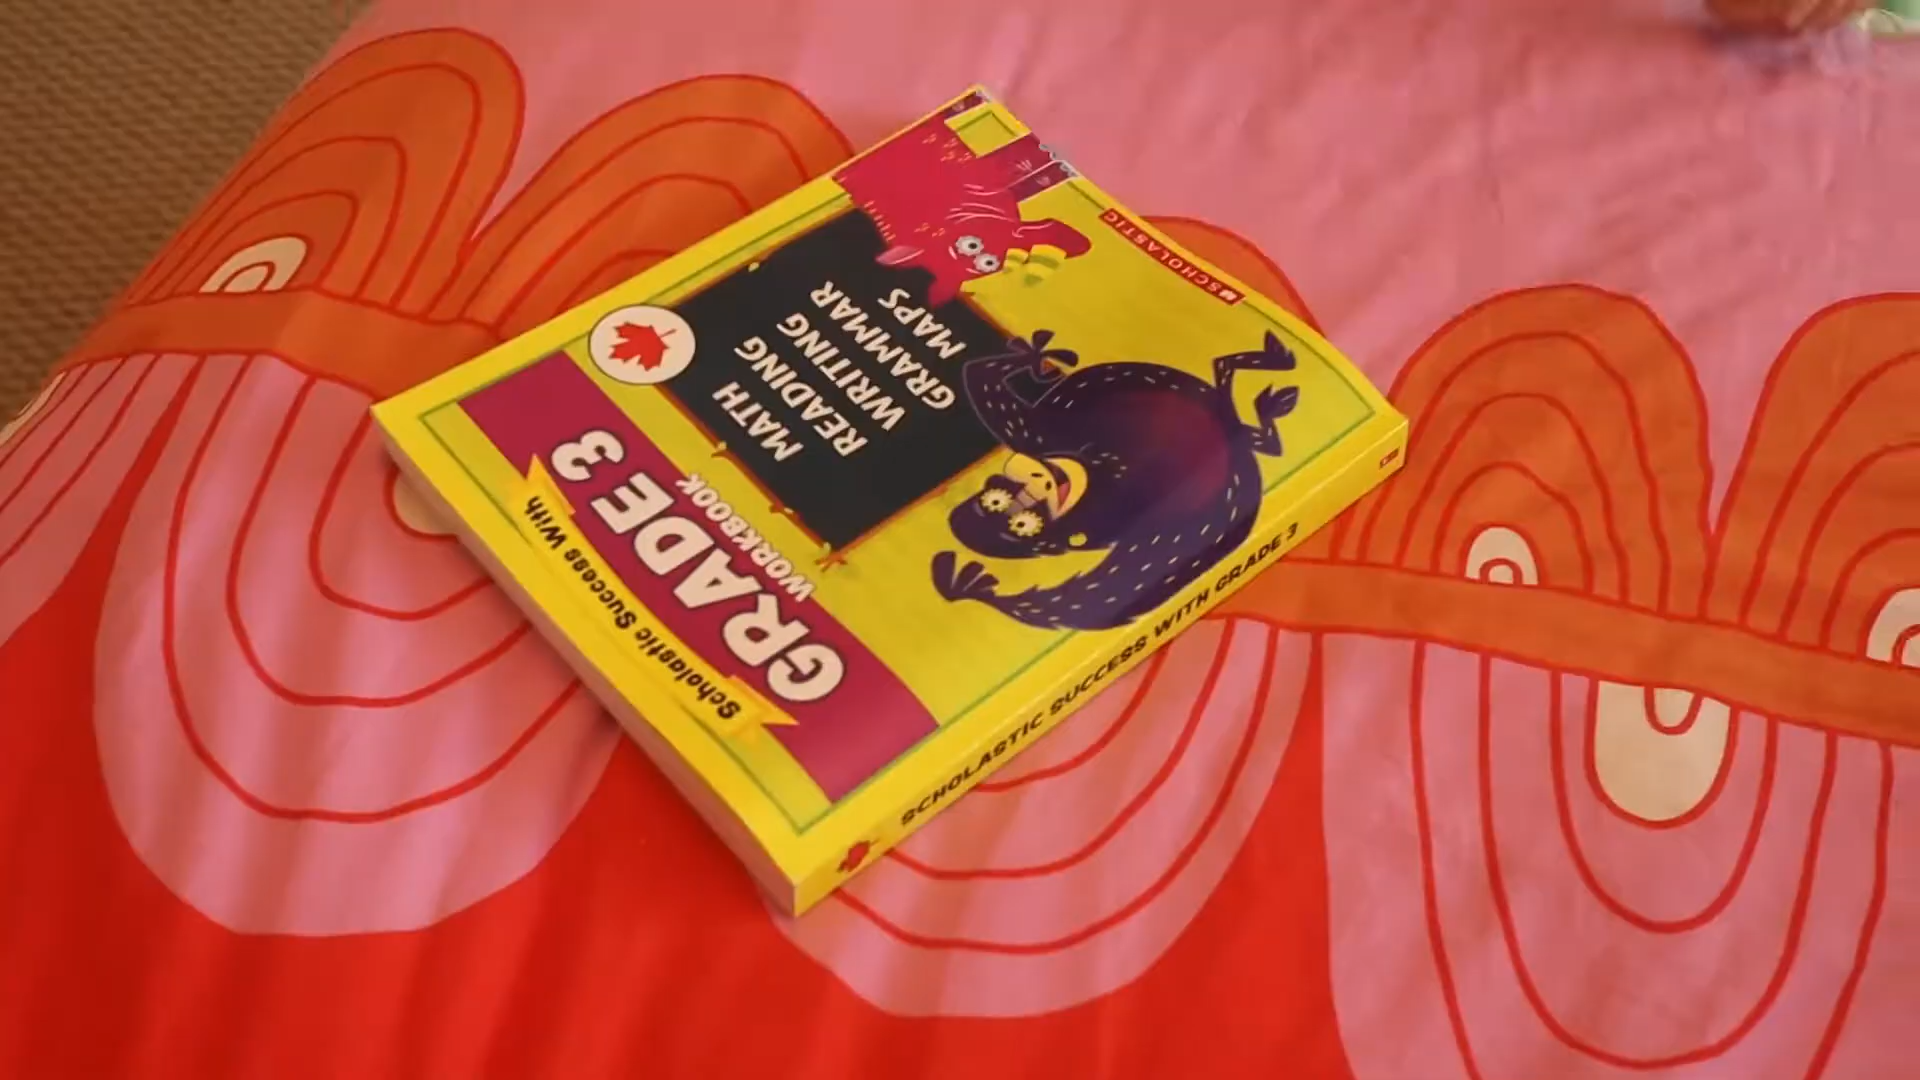 Scholastic Success With
GRADE 3
WORKBOOK
MATH
READING
WRITING
GRAMMAR
MAPS
SCHOLASTIC
SCHOLASTIC SUCCESS WITH GRADE 3